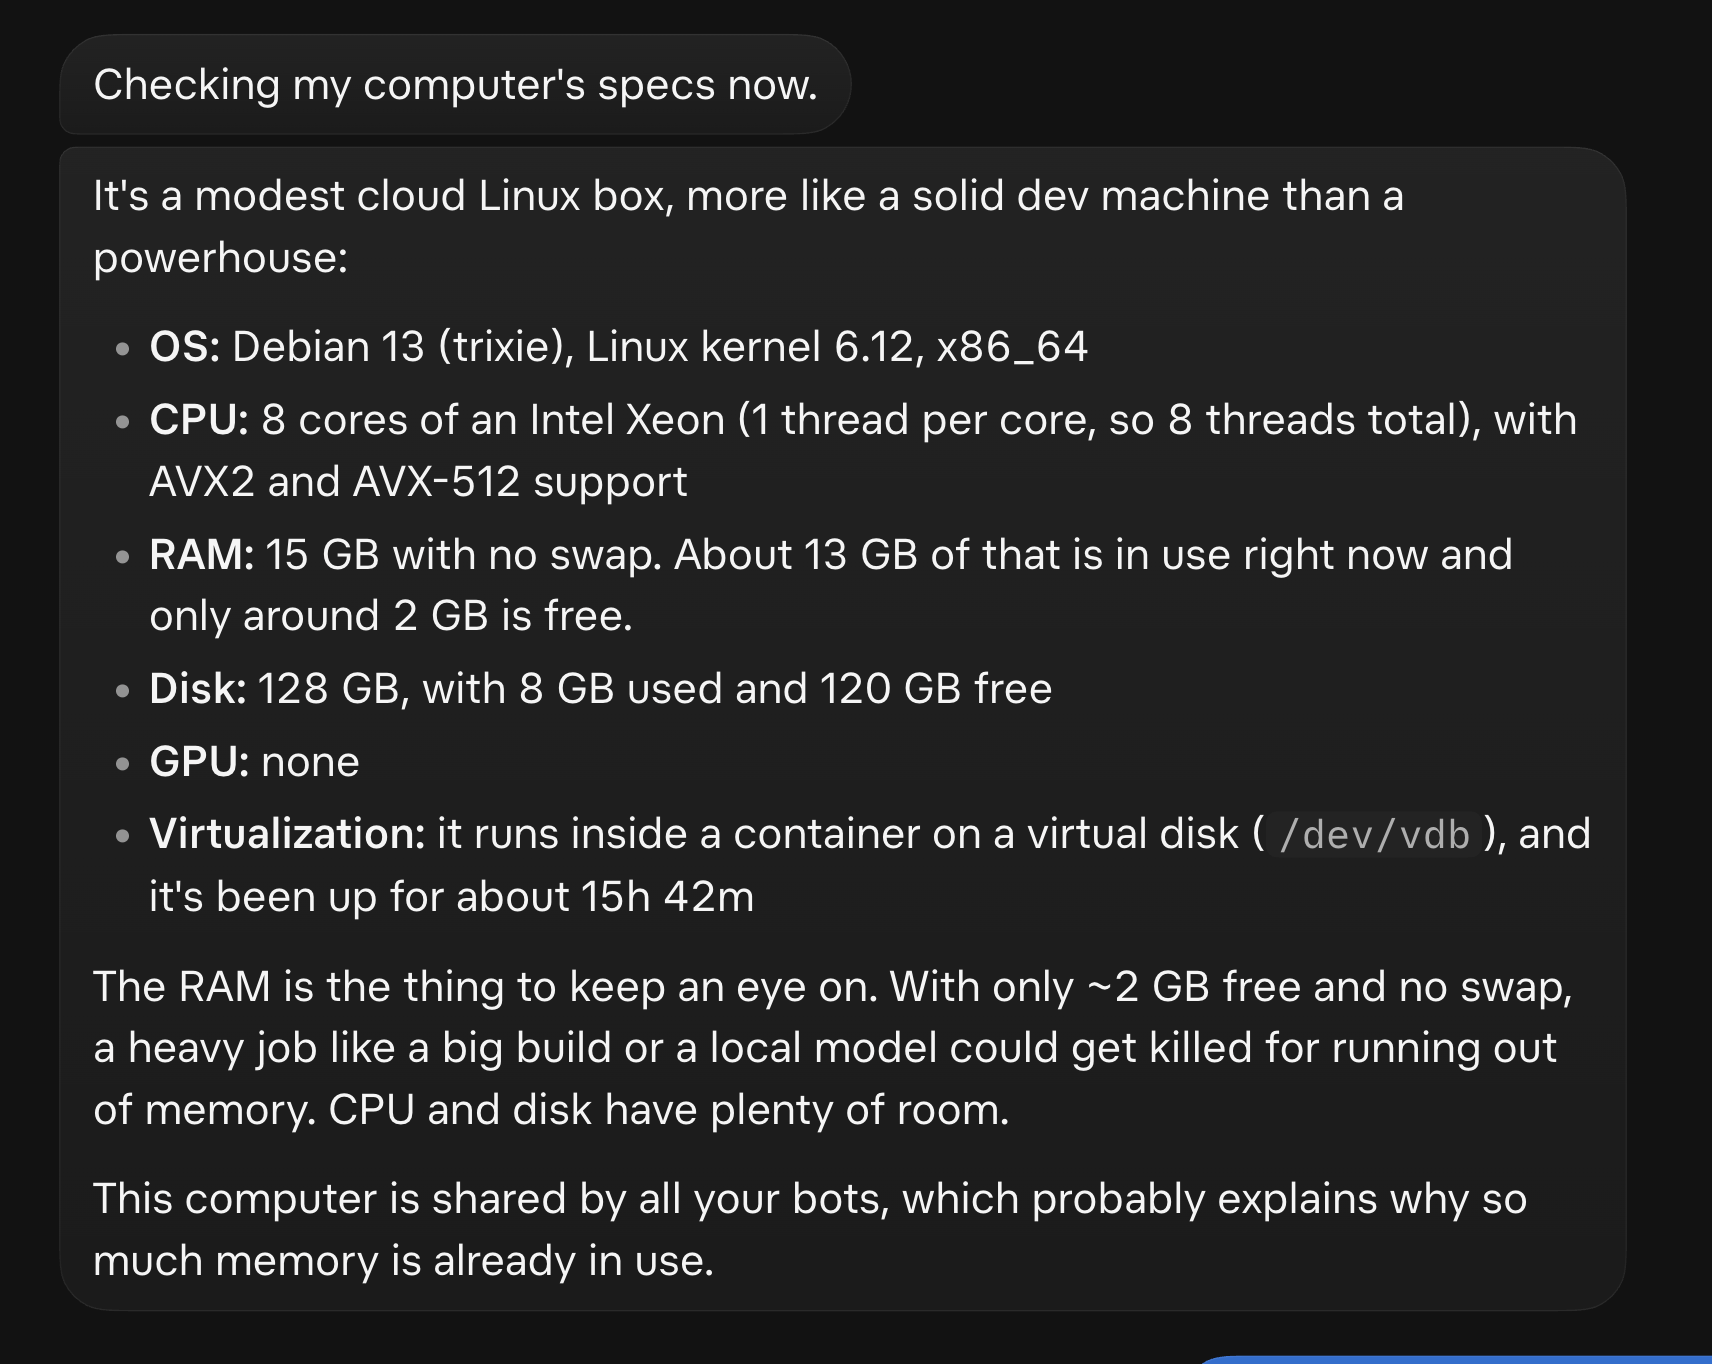 Checking my computer's specs now.
It's a modest cloud Linux box, more like a solid dev machine than a
powerhouse:
• OS: Debian 13 (trixie), Linux kernel 6.12, x86_64
• CPU: 8 cores of an Intel Xeon (1 thread per core, so 8 threads total), with
AVX2 and AVX-512 support
• RAM: 15 GB with no swap. About 13 GB of that is in use right now and
only around 2 GB is free.
• Disk: 128 GB, with 8 GB used and 120 GB free
• GPU: none
• Virtualization: it runs inside a container on a virtual disk ( /dev/vdb ), and
it's been up for about 15h 42m
The RAM is the thing to keep an eye on. With only ~2 GB free and no swap,
a heavy job like a big build or a local model could get killed for running out
of memory. CPU and disk have plenty of room.
This computer is shared by all your bots, which probably explains why so
much memory is already in use.